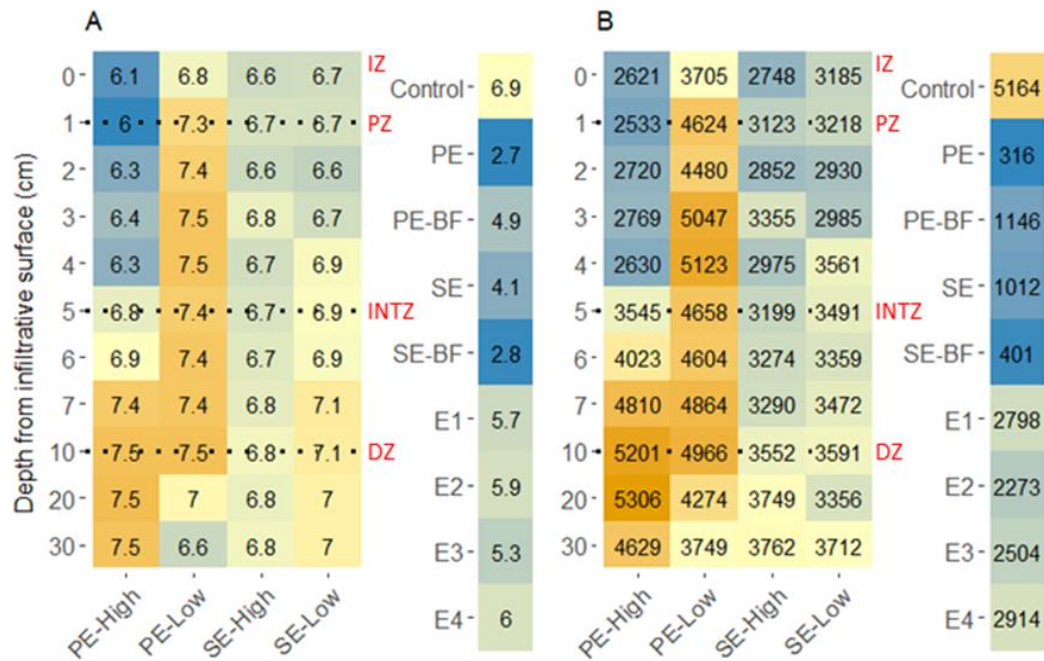 A
B
Depth from infiltrative surface (cm)
0 6.1 6.8 6.6 6.7 IZ
1 6 7.3 6.7 6.7 PZ
2 6.3 7.4 6.6 6.6
3 6.4 7.5 6.8 6.7
4 6.3 7.5 6.7 6.9
5 6.8 7.4 6.7 6.9 INTZ
6 6.9 7.4 6.7 6.9
7 7.4 7.4 6.8 7.1
10 7.5 7.5 6.8 7.1 DZ
20 7.5 7 6.8 7
30 7.5 6.6 6.8 7
PE-High PE-Low SE-High SE-Low
Control 6.9
PE 2.7
PE-BF 4.9
SE 4.1
SE-BF 2.8
E1 5.7
E2 5.9
E3 5.3
E4 6
0 2621 3705 2748 3185 IZ
1 2533 4624 3123 3218 PZ
2 2720 4480 2852 2930
3 2769 5047 3355 2985
4 2630 5123 2975 3561
5 3545 4658 3199 3491 INTZ
6 4023 4604 3274 3359
7 4810 4864 3290 3472
10 5201 4966 3552 3591 DZ
20 5306 4274 3749 3356
30 4629 3749 3762 3712
PE-High PE-Low SE-High SE-Low
Control 5164
PE 316
PE-BF 1146
SE 1012
SE-BF 401
E1 2798
E2 2273
E3 2504
E4 2914